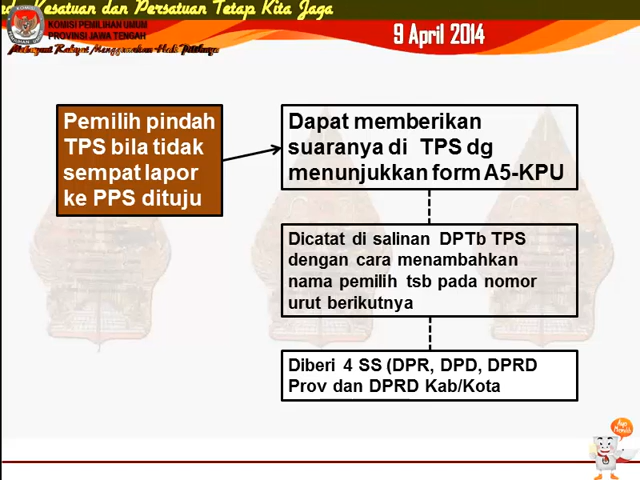 Kesatuan dan Persatuan Tetap Kita Jaga
KOMISI PEMILIHAN UMUM
PROVINSI JAWA TENGAH
9 April 2014
Pemilih pindah
TPS bila tidak
sempat lapor
ke PPS dituju
Dapat memberikan
suaranya di TPS dg
menunjukkan form A5-KPU
Dicatat di salinan DPTb TPS
dengan cara menambahkan
nama pemilih tsb pada nomor
urut berikutnya
Diberi 4 SS (DPR, DPD, DPRD
Prov dan DPRD Kab/Kota